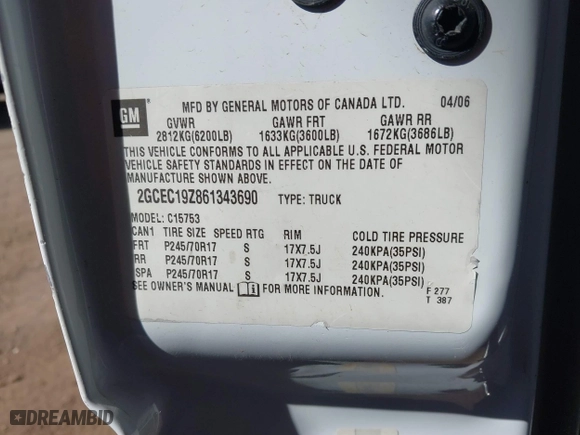 GM
MFD BY GENERAL MOTORS OF CANADA LTD. 04/06
GVWR GAWR FRT GAWR RR
2812KG(6200LB) 1633KG(3600LB) 1672KG(3686LB)
THIS VEHICLE CONFORMS TO ALL APPLICABLE U.S. FEDERAL MOTOR
VEHICLE SAFETY STANDARDS IN EFFECT ON THE DATE OF
MANUFACTURE SHOWN ABOVE.
2GCEC19Z861343690 TYPE: TRUCK
MODEL: C15753
CAN1 TIRE SIZE SPEED RTG RIM COLD TIRE PRESSURE
FRT P245/70R17 S 17X7.5J 240KPA(35PSI)
RR P245/70R17 S 17X7.5J 240KPA(35PSI)
SPA P245/70R17 S 17X7.5J 240KPA(35PSI)
SEE OWNER'S MANUAL FOR MORE INFORMATION.
F 277
T 387
DREAMBID